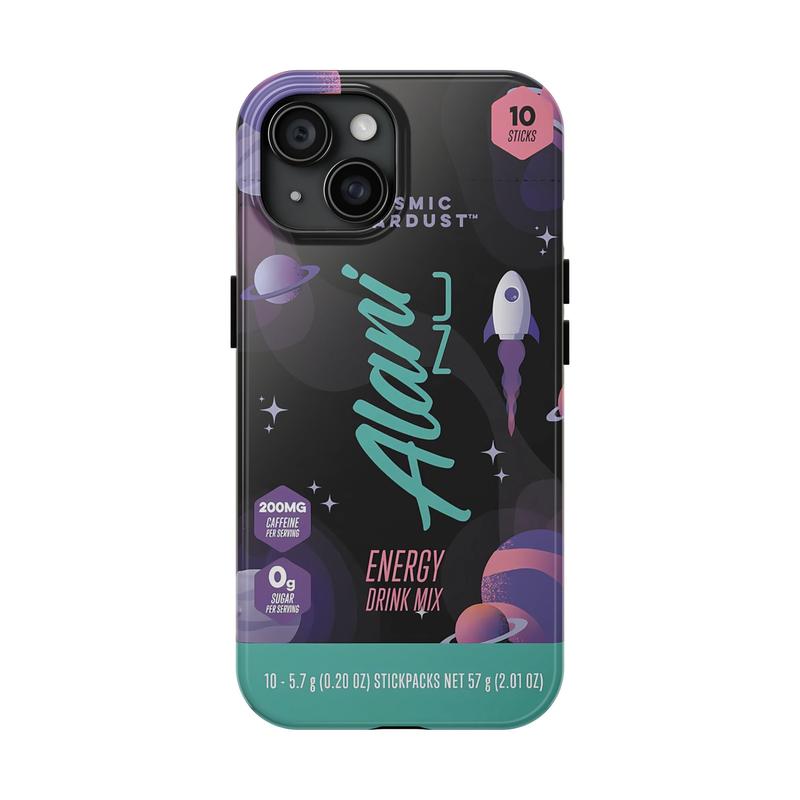 10
STICKS
SMIC
ARDUST™
Alani
NU
200MG
CAFFEINE
PER SERVING
0g
SUGAR
PER SERVING
ENERGY
DRINK MIX
10 - 5.7 g (0.20 OZ) STICKPACKS NET 57 g (2.01 OZ)